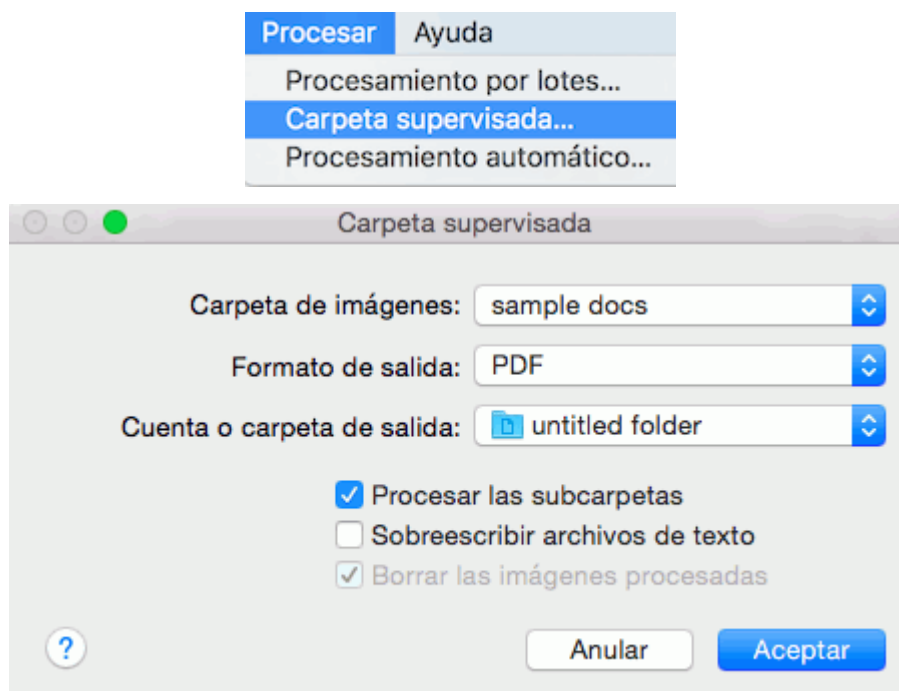 Procesar Ayuda
Procesamiento por lotes...
Carpeta supervisada...
Procesamiento automático...
Carpeta supervisada
Carpeta de imágenes: sample docs
Formato de salida: PDF
Cuenta o carpeta de salida: untitled folder
Procesar las subcarpetas
Sobreescribir archivos de texto
Borrar las imágenes procesadas
? Anular Aceptar